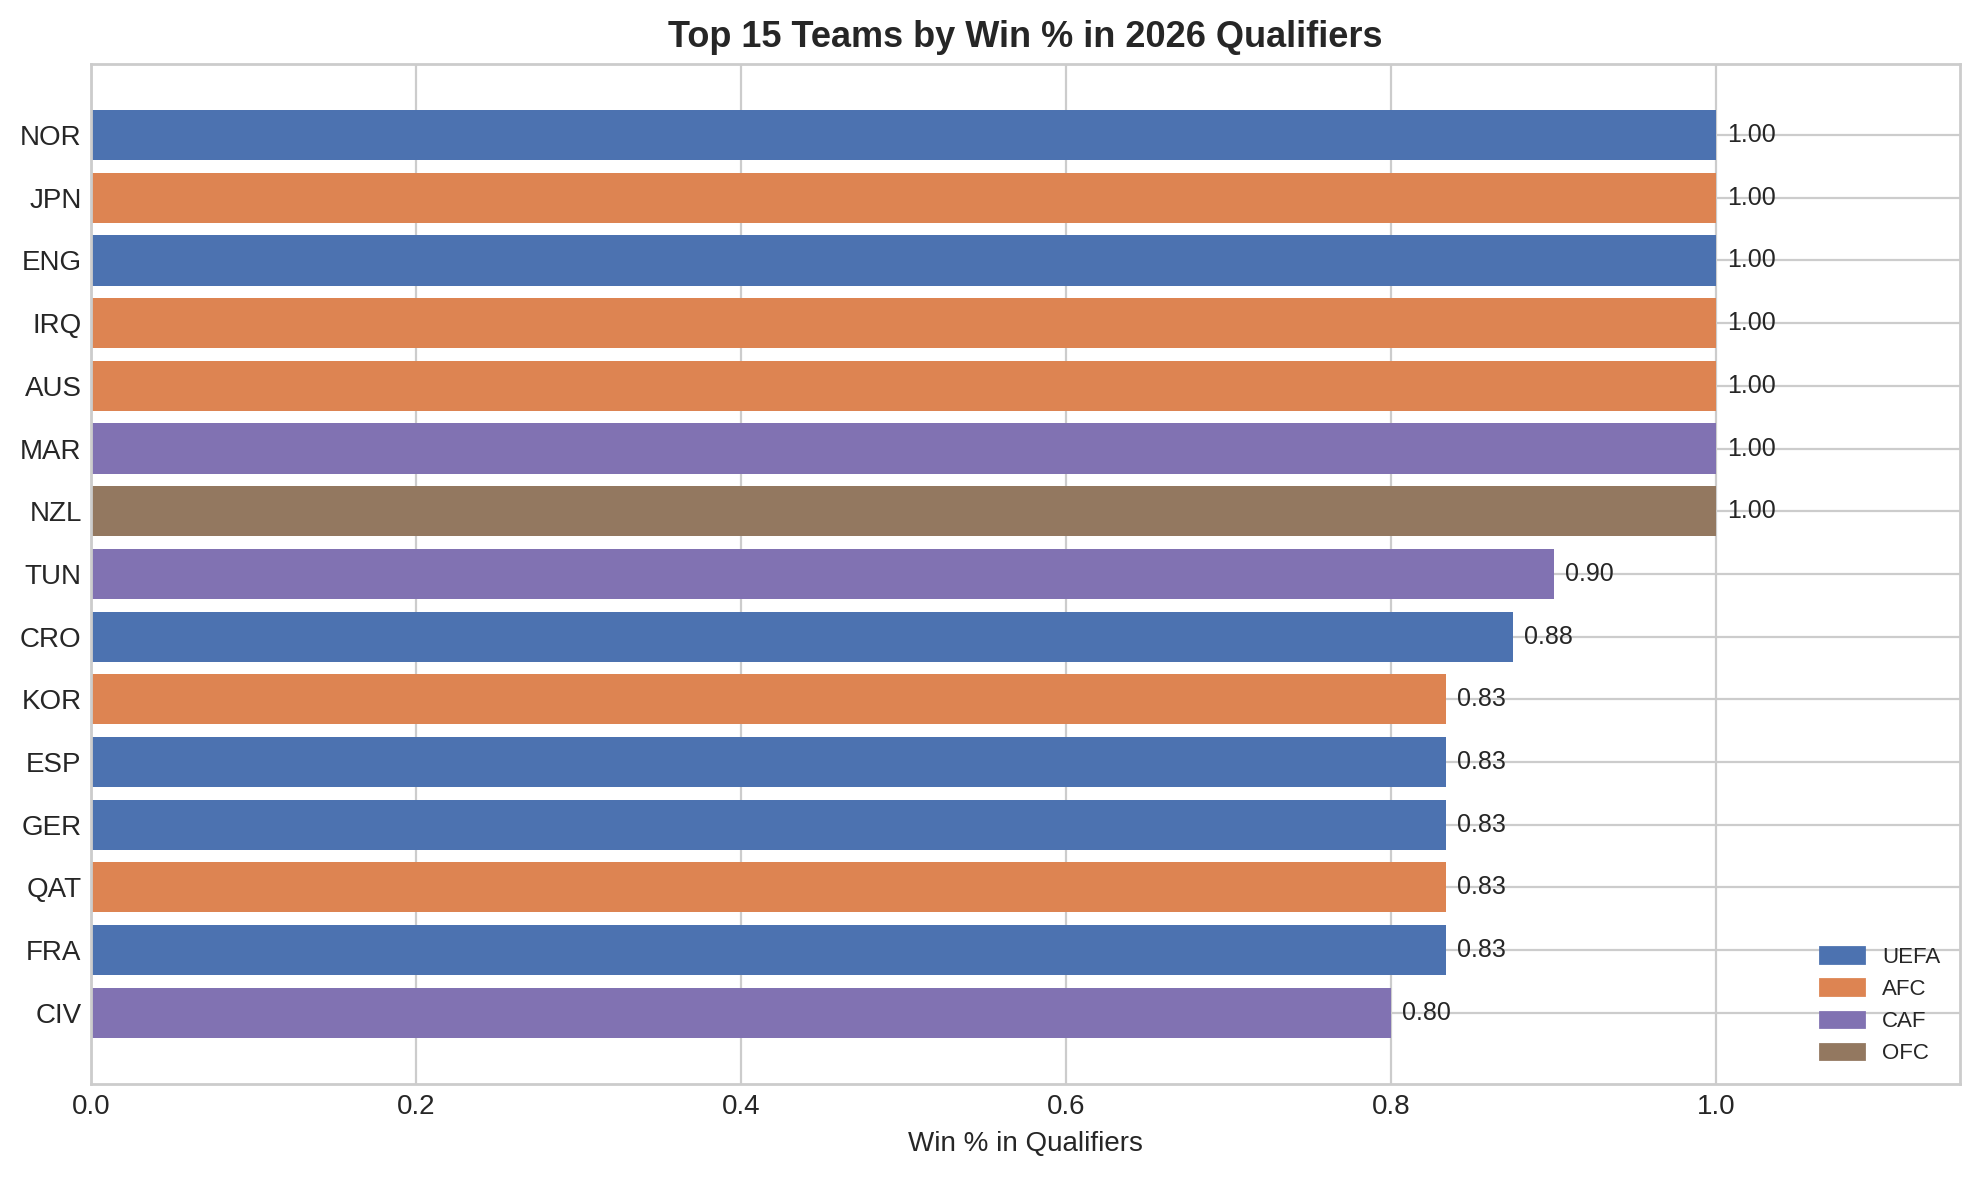 Top 15 Teams by Win % in 2026 Qualifiers
NOR 1.00
JPN 1.00
ENG 1.00
IRQ 1.00
AUS 1.00
MAR 1.00
NZL 1.00
TUN 0.90
CRO 0.88
KOR 0.83
ESP 0.83
GER 0.83
QAT 0.83
FRA 0.83
CIV 0.80
UEFA
AFC
CAF
OFC
0.0 0.2 0.4 0.6 0.8 1.0
Win % in Qualifiers